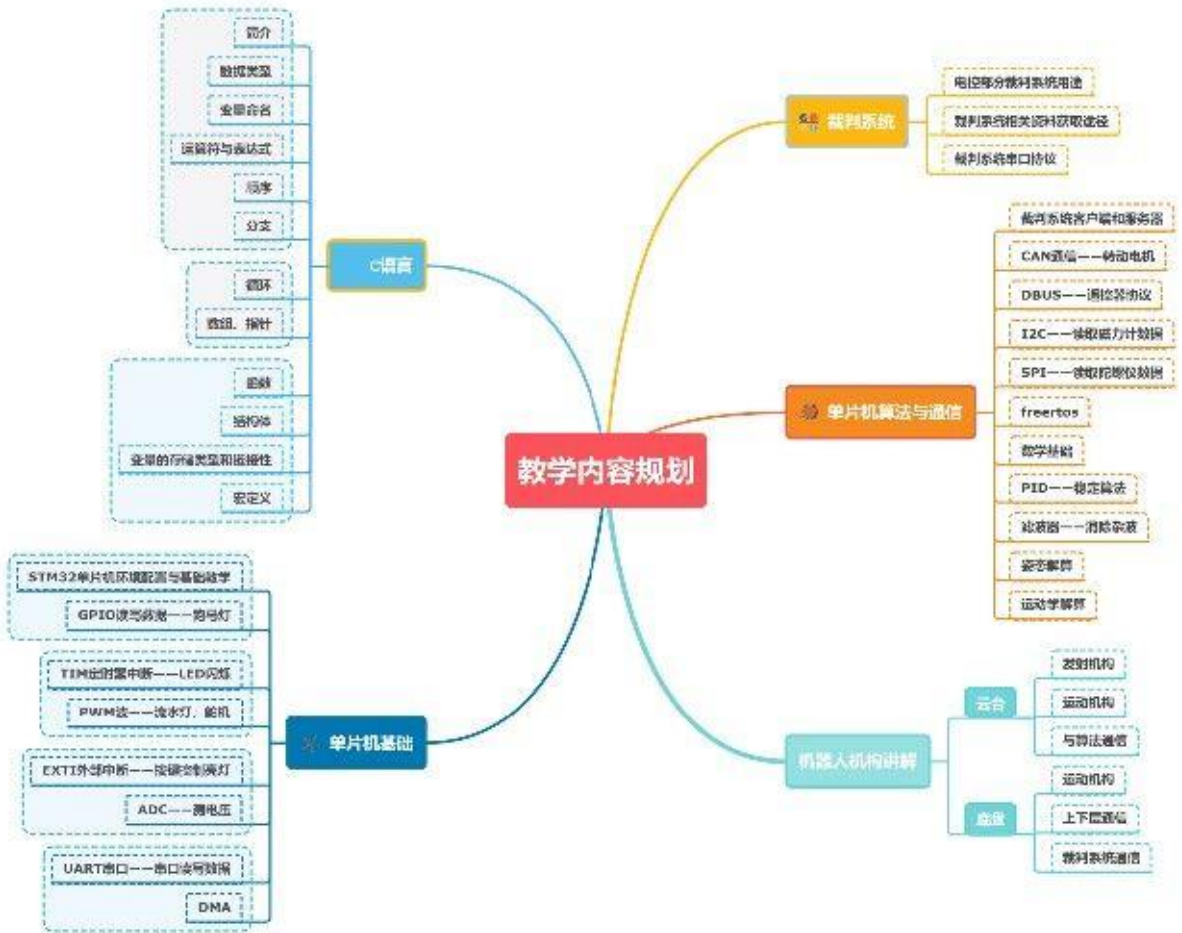 教学内容规划
C语言
简介
数据类型
变量命名
运算符与表达式
顺序
分支
循环
数组、指针
函数
结构体
变量的存储类型和链接性
宏定义
单片机基础
STM32单片机环境配置与基础教学
GPIO读写数据——跑马灯
TIM定时器中断——LED闪烁
PWM波——流水灯、舵机
EXTI外部中断——按键控制亮灯
ADC——测电压
UART串口——串口读写数据
DMA
裁判系统
电控部分裁判系统用途
裁判系统相关资料获取途径
裁判系统串口协议
单片机算法与通信
裁判系统客户端和服务器
CAN通信——转动电机
DBUS——遥控器协议
I2C——读取磁力计数据
SPI——读取陀螺仪数据
freertos
数学基础
PID——稳定算法
滤波器——消除杂波
姿态解算
运动学解算
机器人机构讲解
云台
发射机构
运动机构
与算法通信
底盘
运动机构
上下层通信
裁判系统通信